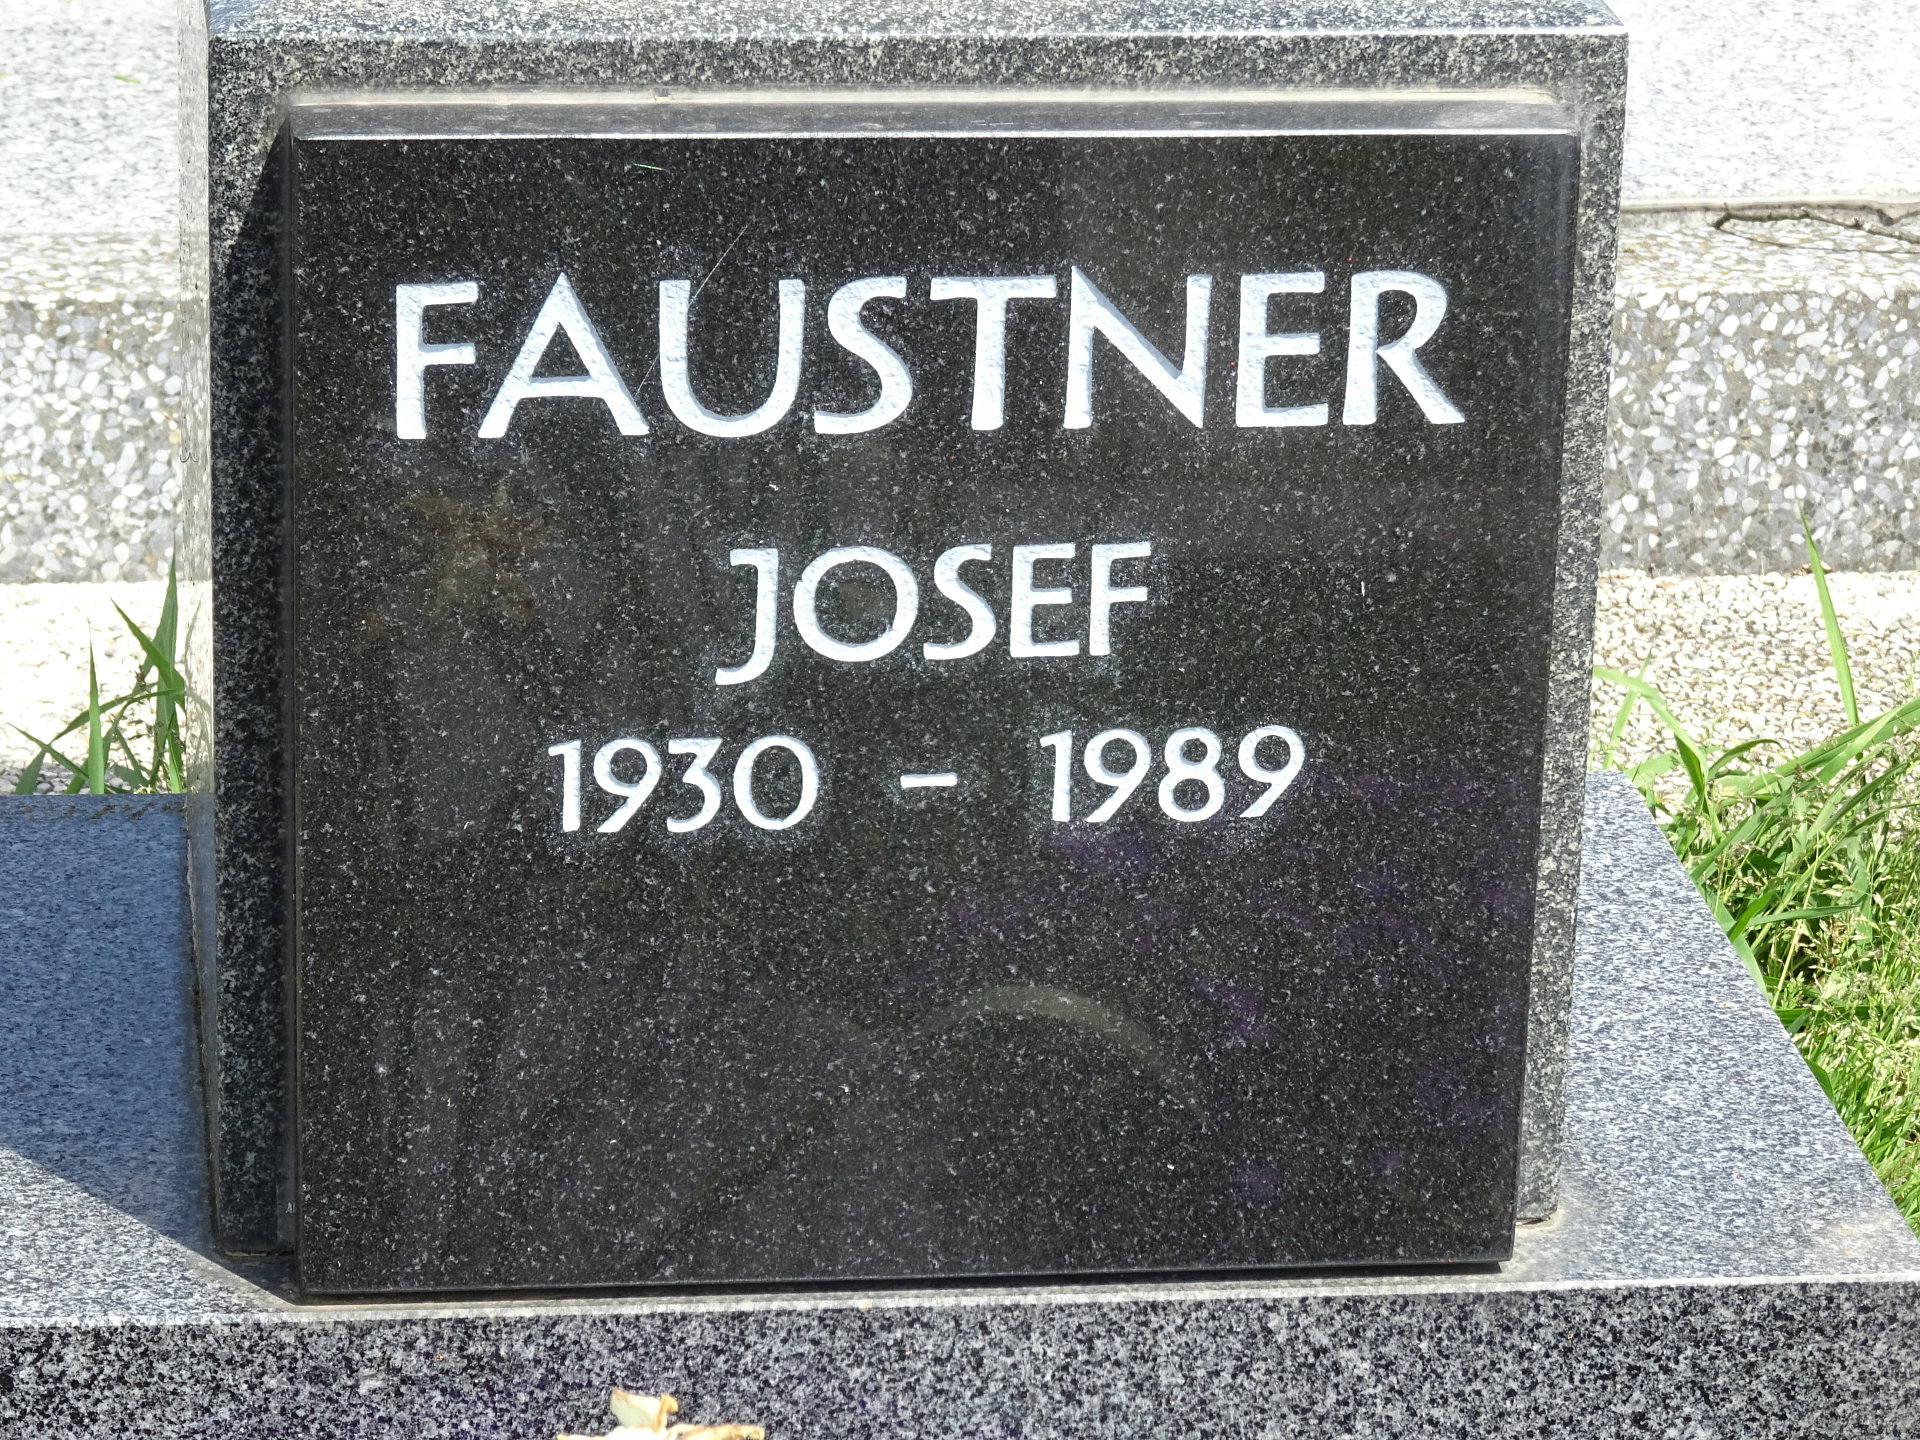 FAUSTNER
JOSEF
1930 - 1989